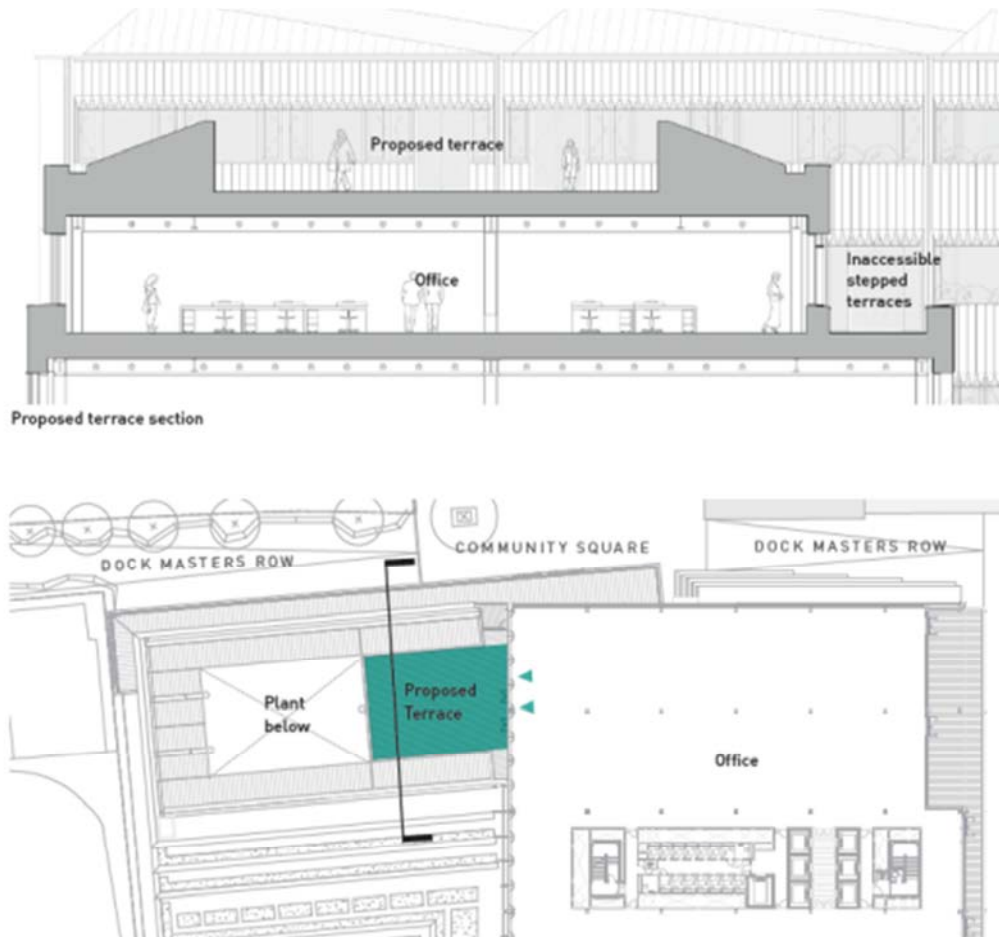 Proposed terrace
Office
Inaccessible
stepped
terraces
Proposed terrace section
DOCK MASTERS ROW
COMMUNITY SQUARE
DOCK MASTERS ROW
Plant
below
Proposed
Terrace
Office